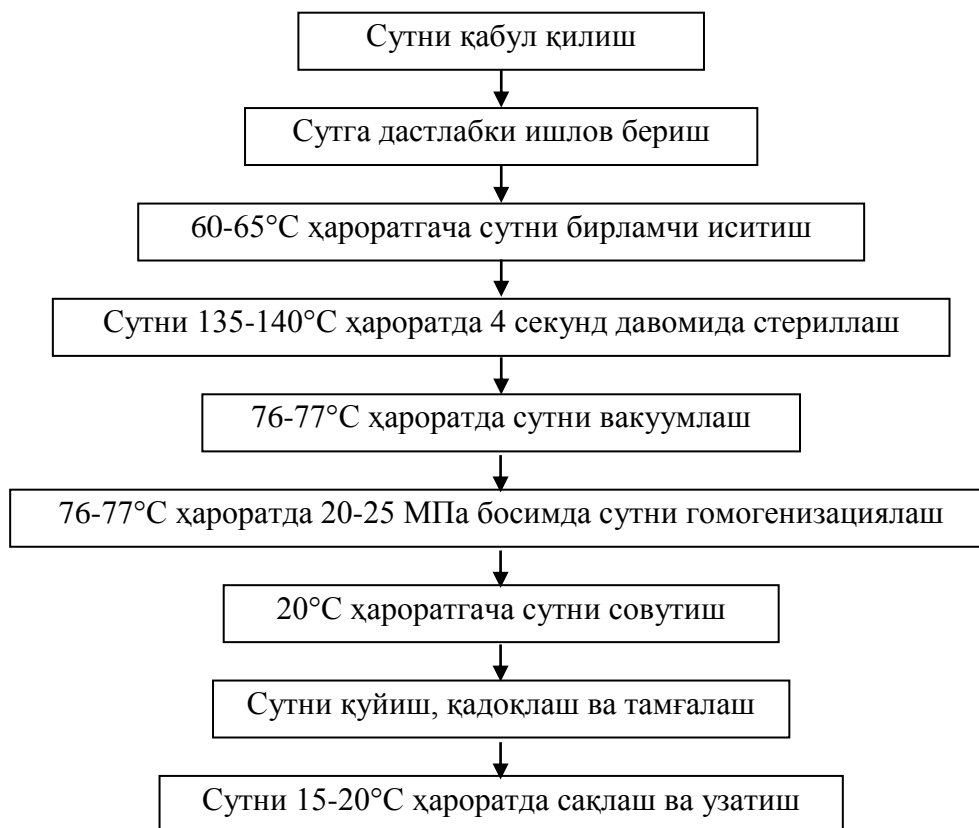 Сутни қабул қилиш
Сутга дастлабки ишлов бериш
60-65°С ҳароратгача сутни бирламчи иситиш
Сутни 135-140°С ҳароратда 4 секунд давомида стериллаш
76-77°С ҳароратда сутни вакуумлаш
76-77°С ҳароратда 20-25 МПа босимда сутни гомогенизациялаш
20°С ҳароратгача сутни совутиш
Сутни қуйиш, қадоқлаш ва тамғалаш
Сутни 15-20°С ҳароратда сақлаш ва узатиш